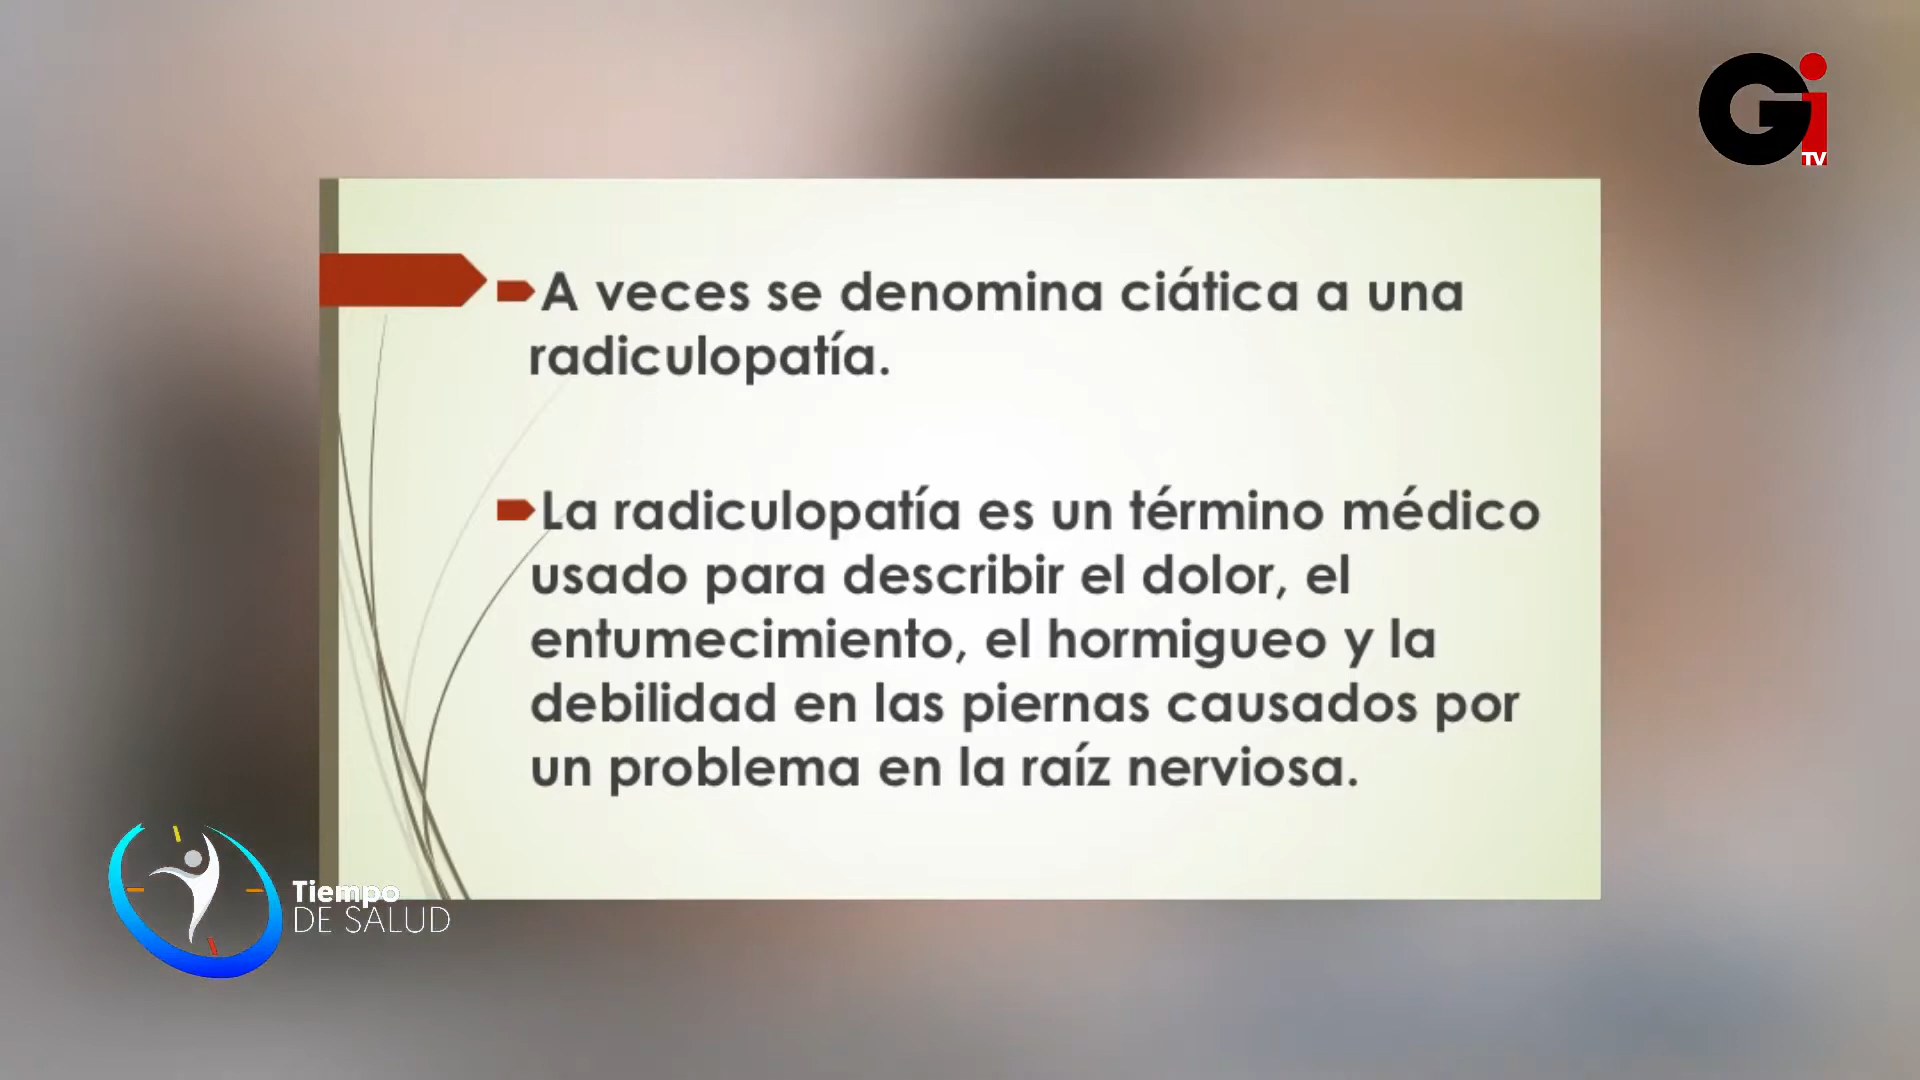 Gi
TV
A veces se denomina ciática a una
radiculopatía.
La radiculopatía es un término médico
usado para describir el dolor, el
entumecimiento, el hormigueo y la
debilidad en las piernas causados por
un problema en la raíz nerviosa.
Tiempo
DE SALUD